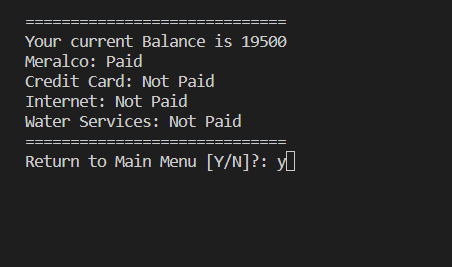 =============================
Your current Balance is 19500
Meralco: Paid
Credit Card: Not Paid
Internet: Not Paid
Water Services: Not Paid
=============================
Return to Main Menu [Y/N]?: y